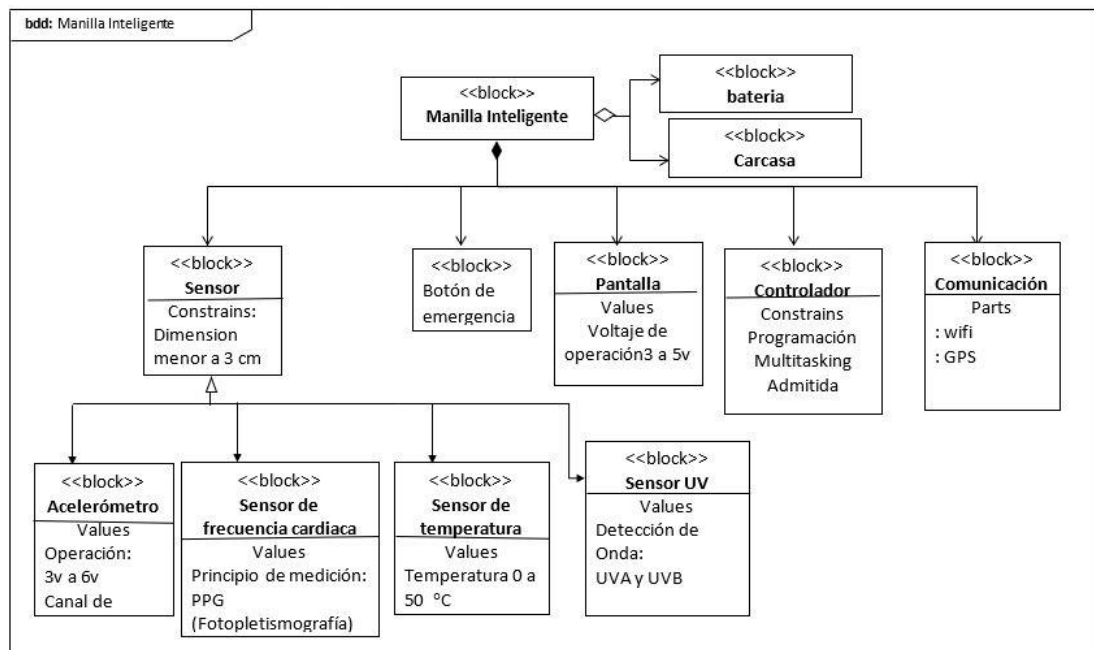 bdd: Manilla Inteligente
<<block>>
Manilla Inteligente
<<block>>
bateria
<<block>>
Carcasa
<<block>>
Sensor
Constrains:
Dimension
menor a 3 cm
<<block>>
Botón de
emergencia
<<block>>
Pantalla
Values
Voltaje de
operación3 a 5v
<<block>>
Controlador
Constrains
Programación
Multitasking
Admitida
<<block>>
Comunicación
Parts
: wifi
: GPS
<<block>>
Acelerómetro
Values
Operación:
3v a 6v
Canal de
<<block>>
Sensor de
frecuencia cardiaca
Values
Principio de medición:
PPG
(Fotopletismografía)
<<block>>
Sensor de
temperatura
Values
Temperatura 0 a
50 °C
<<block>>
Sensor UV
Values
Detección de
Onda:
UVA y UVB